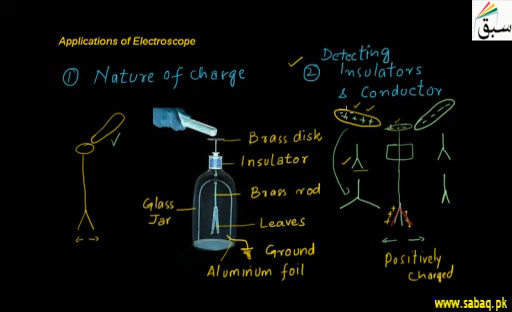 Applications of Electroscope
سبق
① Nature of charge
✓ Detecting
② Insulators
& Conductor
Brass disk
Insulator
Brass rod
Glass
Jar
Leaves
Ground
Aluminum foil
Positively
charged
www.sabaq.pk